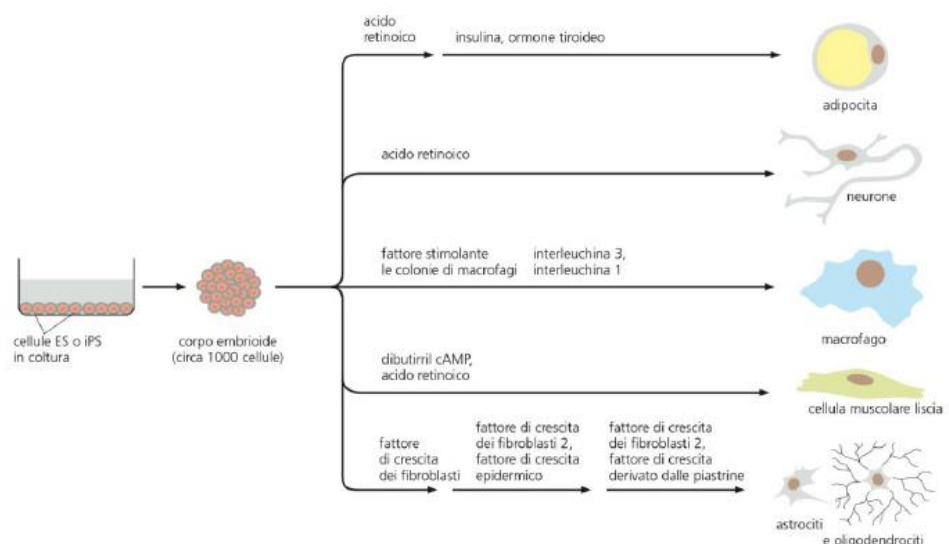 acido
retinoico
insulina, ormone tiroideo
adipocita
acido retinoico
neurone
fattore stimolante
le colonie di macrofagi
interleuchina 3,
interleuchina 1
macrofago
cellule ES o iPS
in coltura
corpo embrioide
(circa 1000 cellule)
dibutirril cAMP,
acido retinoico
cellula muscolare liscia
fattore
di crescita
dei fibroblasti
fattore di crescita
dei fibroblasti 2,
fattore di crescita
epidermico
fattore di crescita
dei fibroblasti 2,
fattore di crescita
derivato dalle piastrine
astrociti
e oligodendrociti